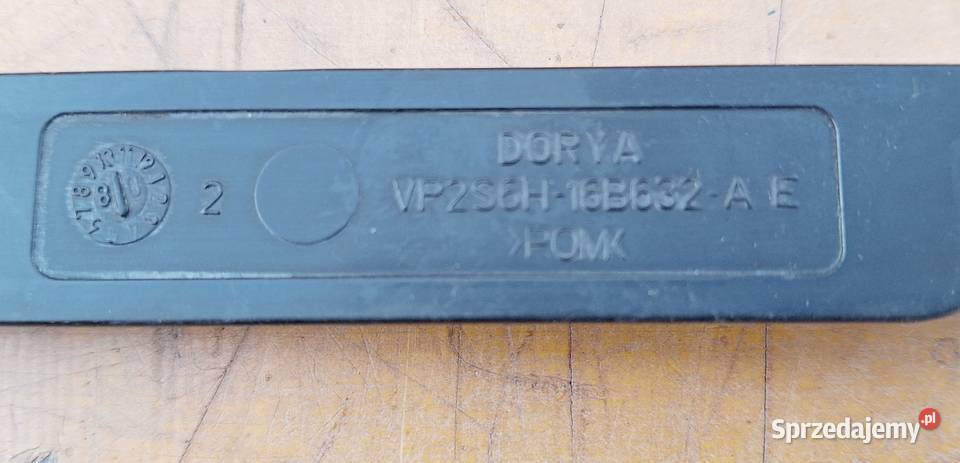 DORYA
2 VP2S6H-16B632-A E
>POM<
Sprzedajemy.pl